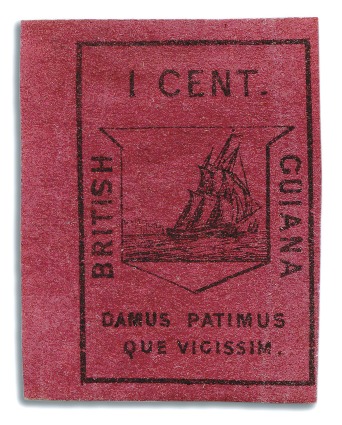 1 CENT.
BRITISH
GUIANA
DAMUS PATIMUS
QUE VICISSIM.